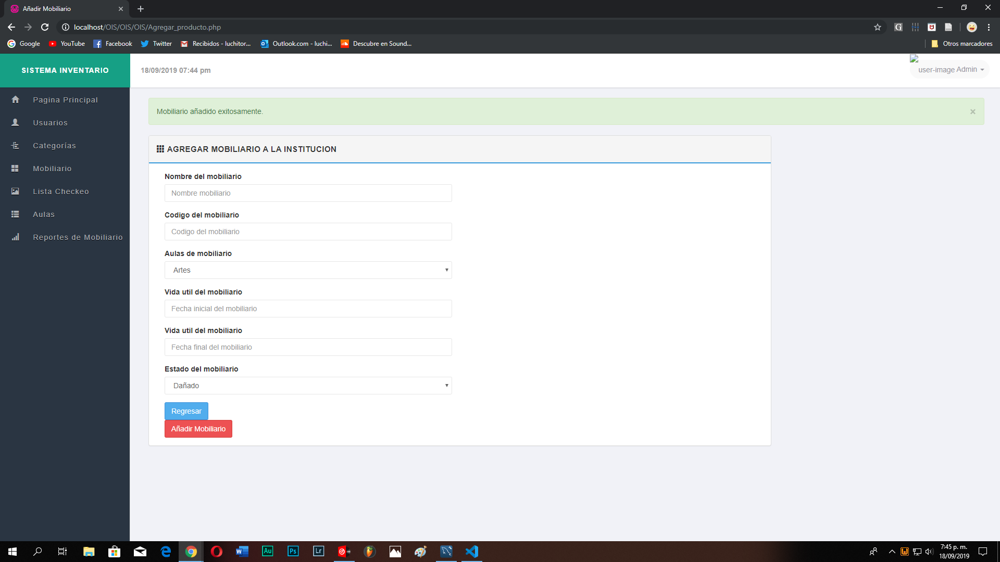 Añadir Mobiliario
localhost/OIS/OIS/OIS/Agregar_producto.php
Google
YouTube
Facebook
Twitter
Recibidos - luchitor...
Outlook.com - luchi...
Descubre en Sound...
Otros marcadores
SISTEMA INVENTARIO
18/09/2019 07:44 pm
user-image Admin
Pagina Principal
Usuarios
Categorías
Mobiliario
Lista Checkeo
Aulas
Reportes de Mobiliario
Mobiliario añadido exitosamente.
×
AGREGAR MOBILIARIO A LA INSTITUCION
Nombre del mobiliario
Nombre mobiliario
Codigo del mobiliario
Codigo del mobiliario
Aulas de mobiliario
Artes
Vida util del mobiliario
Fecha inicial del mobiliario
Vida util del mobiliario
Fecha final del mobiliario
Estado del mobiliario
Dañado
Regresar
Añadir Mobiliario
Au
Ps
Lr
7:45 p. m.
18/09/2019